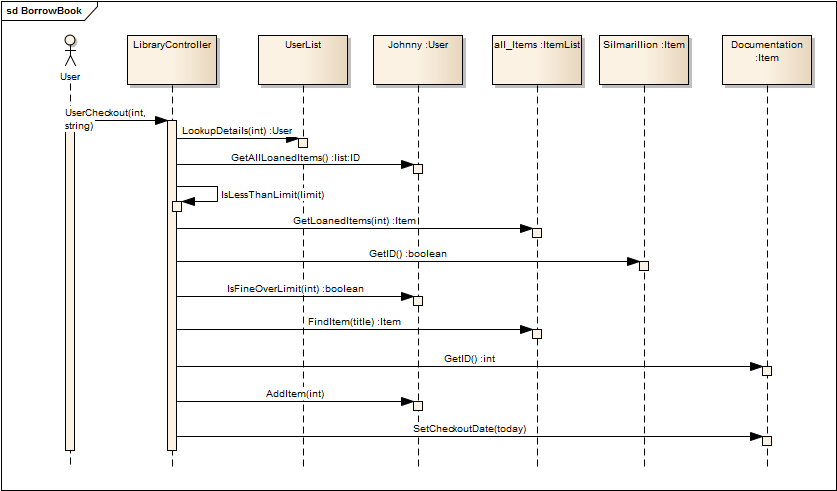 sd BorrowBook
LibraryController
UserList
Johnny :User
all_Items :ItemList
Silmarillion :Item
Documentation
:Item
User
UserCheckout(int,
string)
LookupDetails(int) :User
GetAllLoanedItems() :list:ID
IsLessThanLimit(limit)
GetLoanedItems(int) :Item
GetID() :boolean
IsFineOverLimit(int) :boolean
FindItem(title) :Item
GetID() :int
AddItem(int)
SetCheckoutDate(today)